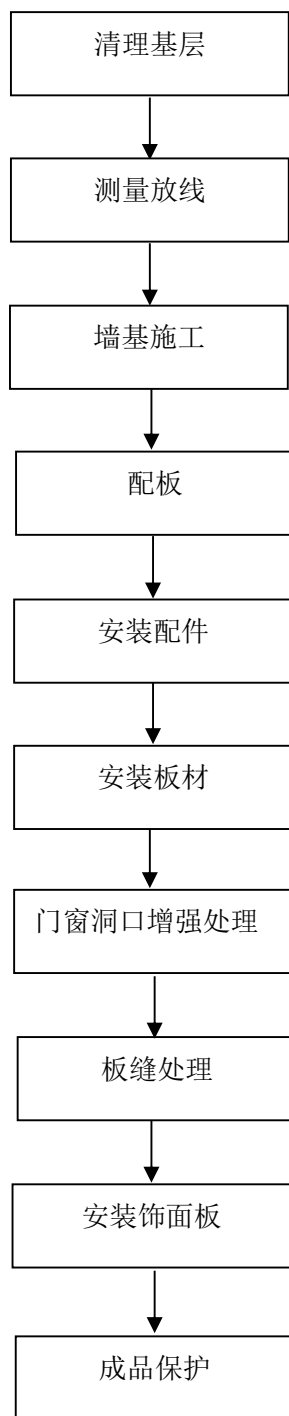 清理基层
测量放线
墙基施工
配板
安装配件
安装板材
门窗洞口增强处理
板缝处理
安装饰面板
成品保护